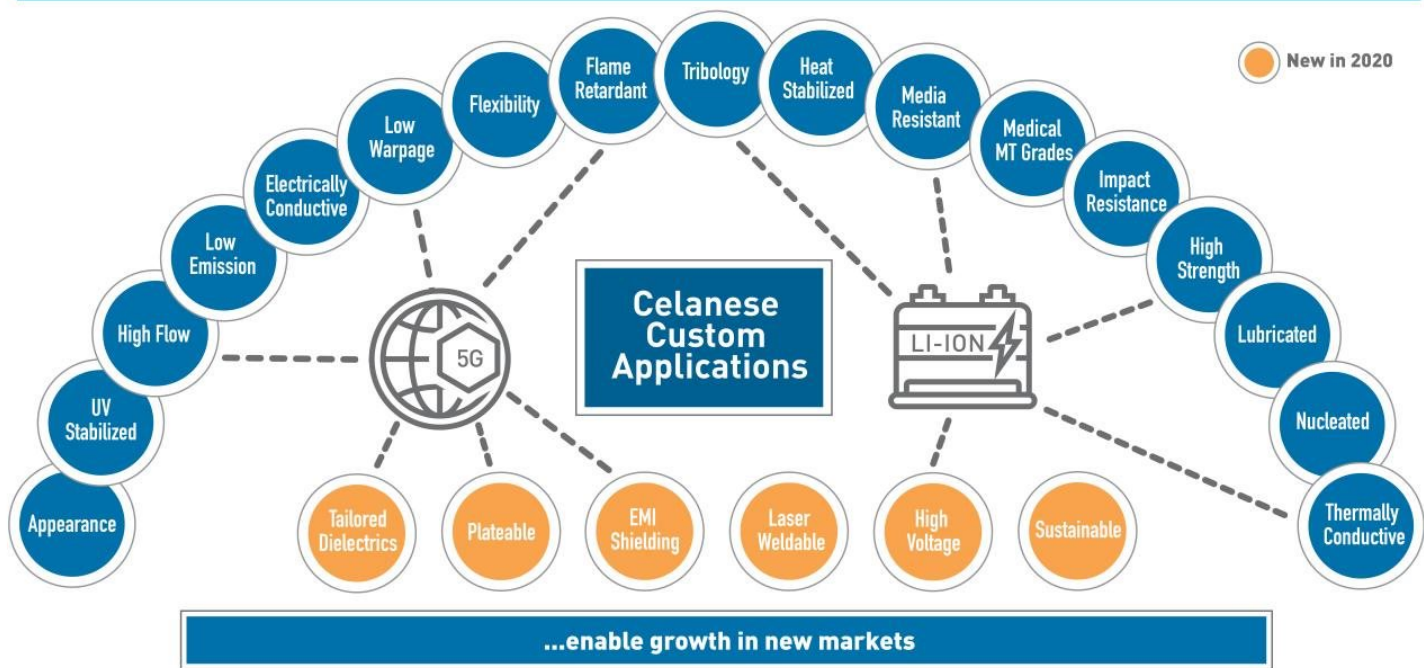 New in 2020
Appearance
UV
Stabilized
High Flow
Low
Emission
Electrically
Conductive
Low
Warpage
Flexibility
Flame
Retardant
Tribology
Heat
Stabilized
Media
Resistant
Medical
MT Grades
Impact
Resistance
High
Strength
Lubricated
Nucleated
Thermally
Conductive
5G
Celanese
Custom
Applications
LI-ION
Tailored
Dielectrics
Plateable
EMI
Shielding
Laser
Weldable
High
Voltage
Sustainable
...enable growth in new markets